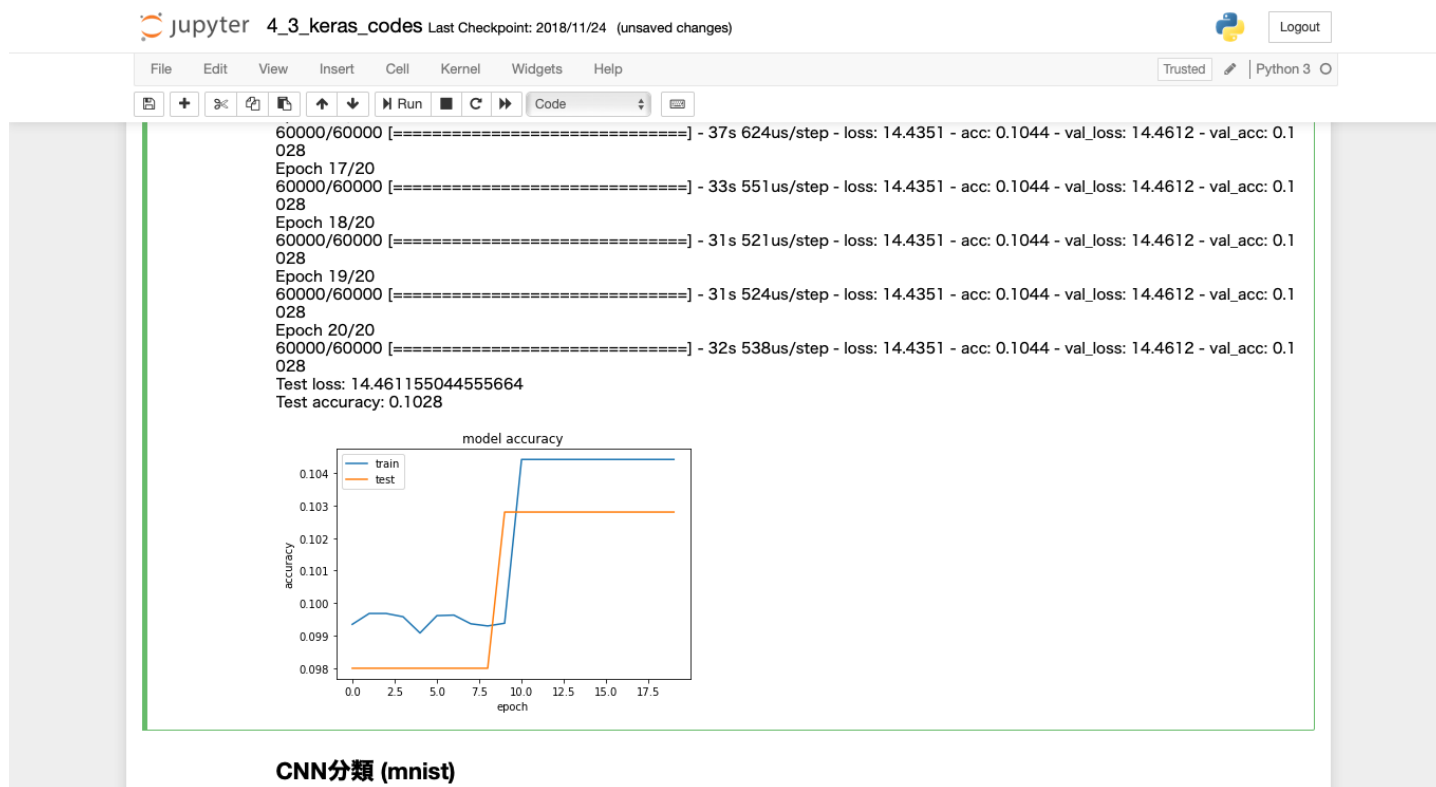 jupyter 4_3_keras_codes Last Checkpoint: 2018/11/24 (unsaved changes)
Logout
File Edit View Insert Cell Kernel Widgets Help
Trusted Python 3
Run Code
60000/60000 [==============================] - 37s 624us/step - loss: 14.4351 - acc: 0.1044 - val_loss: 14.4612 - val_acc: 0.1
028
Epoch 17/20
60000/60000 [==============================] - 33s 551us/step - loss: 14.4351 - acc: 0.1044 - val_loss: 14.4612 - val_acc: 0.1
028
Epoch 18/20
60000/60000 [==============================] - 31s 521us/step - loss: 14.4351 - acc: 0.1044 - val_loss: 14.4612 - val_acc: 0.1
028
Epoch 19/20
60000/60000 [==============================] - 31s 524us/step - loss: 14.4351 - acc: 0.1044 - val_loss: 14.4612 - val_acc: 0.1
028
Epoch 20/20
60000/60000 [==============================] - 32s 538us/step - loss: 14.4351 - acc: 0.1044 - val_loss: 14.4612 - val_acc: 0.1
028
Test loss: 14.461155044555664
Test accuracy: 0.1028
model accuracy
train
test
0.104
0.103
0.102
0.101
0.100
0.099
0.098
accuracy
0.0 2.5 5.0 7.5 10.0 12.5 15.0 17.5
epoch
CNN分類 (mnist)